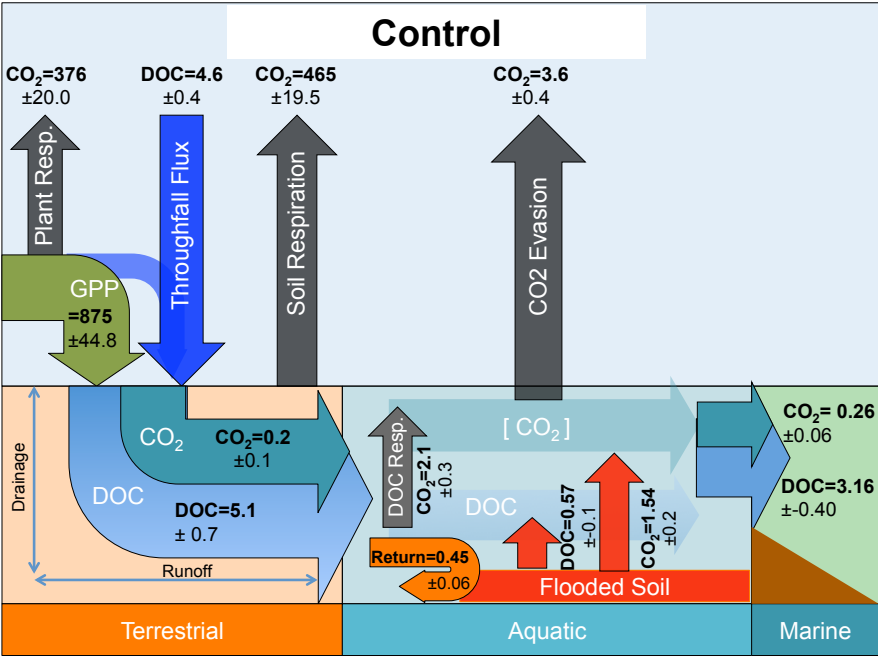 Control
CO₂=376
±20.0
DOC=4.6
±0.4
CO₂=465
±19.5
CO₂=3.6
±0.4
Plant Resp.
Throughfall Flux
Soil Respiration
CO2 Evasion
GPP
=875
±44.8
CO₂
CO₂=0.2
±0.1
DOC
DOC=5.1
± 0.7
Drainage
Runoff
DOC Resp.
CO₂=2.1
±0.3
[ CO₂ ]
DOC
DOC=0.57
±-0.1
CO₂=1.54
±0.2
Return=0.45
±0.06
Flooded Soil
CO₂= 0.26
±0.06
DOC=3.16
±-0.40
Terrestrial
Aquatic
Marine